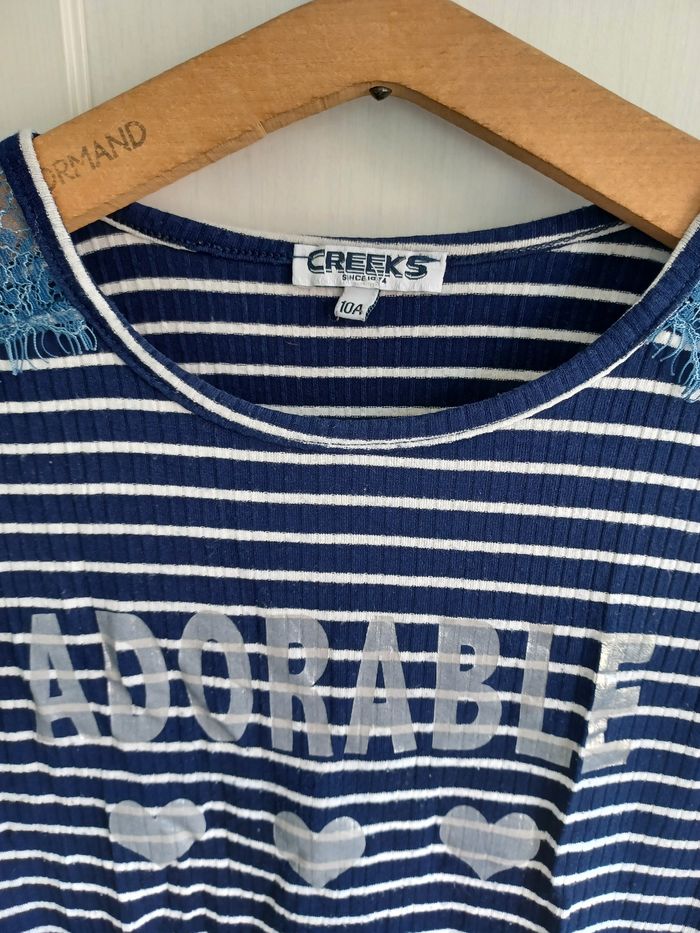 ORMAND
CREEKS
SINCE 1974
10A
ADORABLE